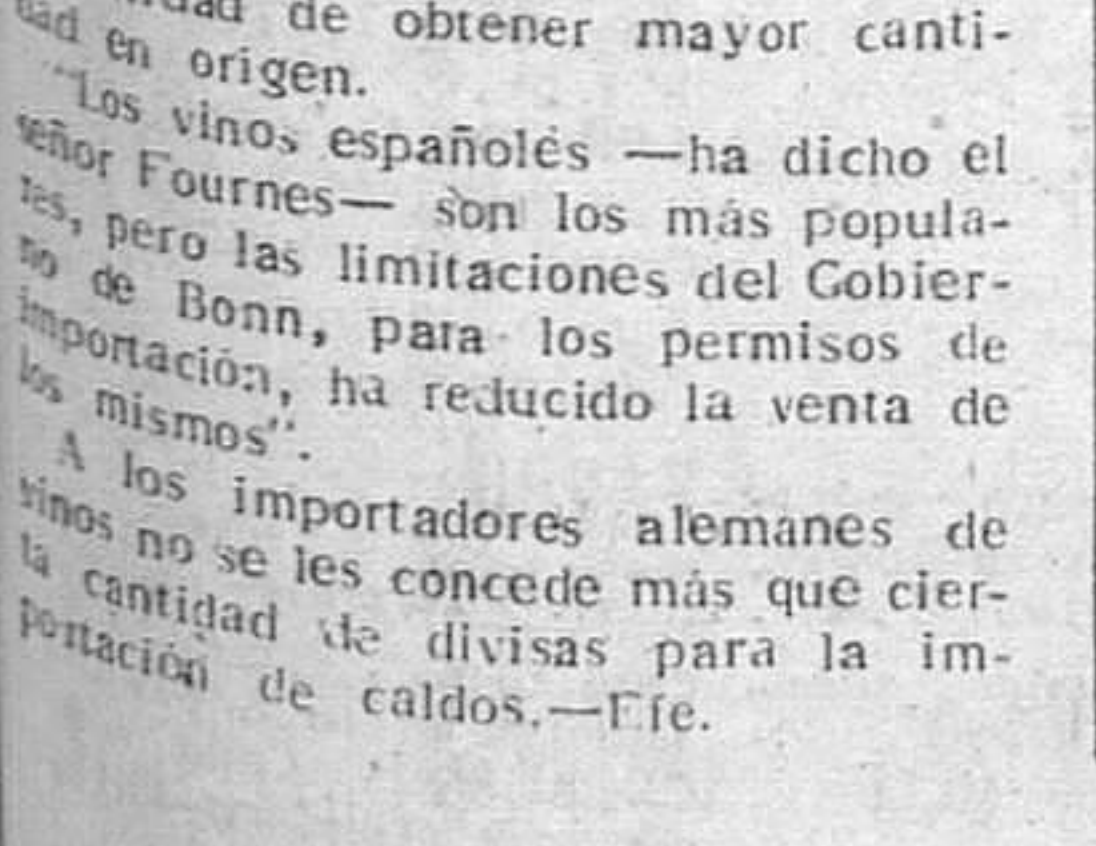 de obtener mayor canti-
dad en origen.
"Los vinos españoles —ha dicho el
señor Fournes— son los más popula-
res, pero las limitaciones del Gobier-
no de Bonn, para los permisos de
importación, ha reducido la venta de
los mismos".
A los importadores alemanes de
vinos no se les concede más que cier-
ta cantidad de divisas para la im-
portación de caldos.—Efe.